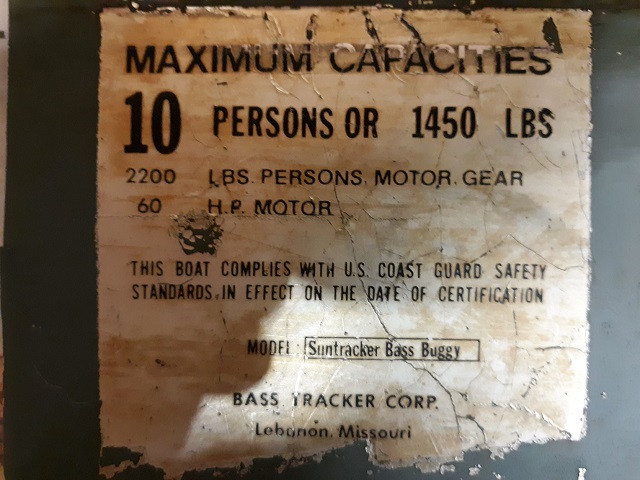 MAXIMUM CAPACITIES
10 PERSONS OR 1450 LBS
2200 LBS. PERSONS, MOTOR, GEAR
60 H.P. MOTOR
THIS BOAT COMPLIES WITH U.S. COAST GUARD SAFETY
STANDARDS IN EFFECT ON THE DATE OF CERTIFICATION
MODEL: Suntracker Bass Buggy
BASS TRACKER CORP.
Lebanon, Missouri